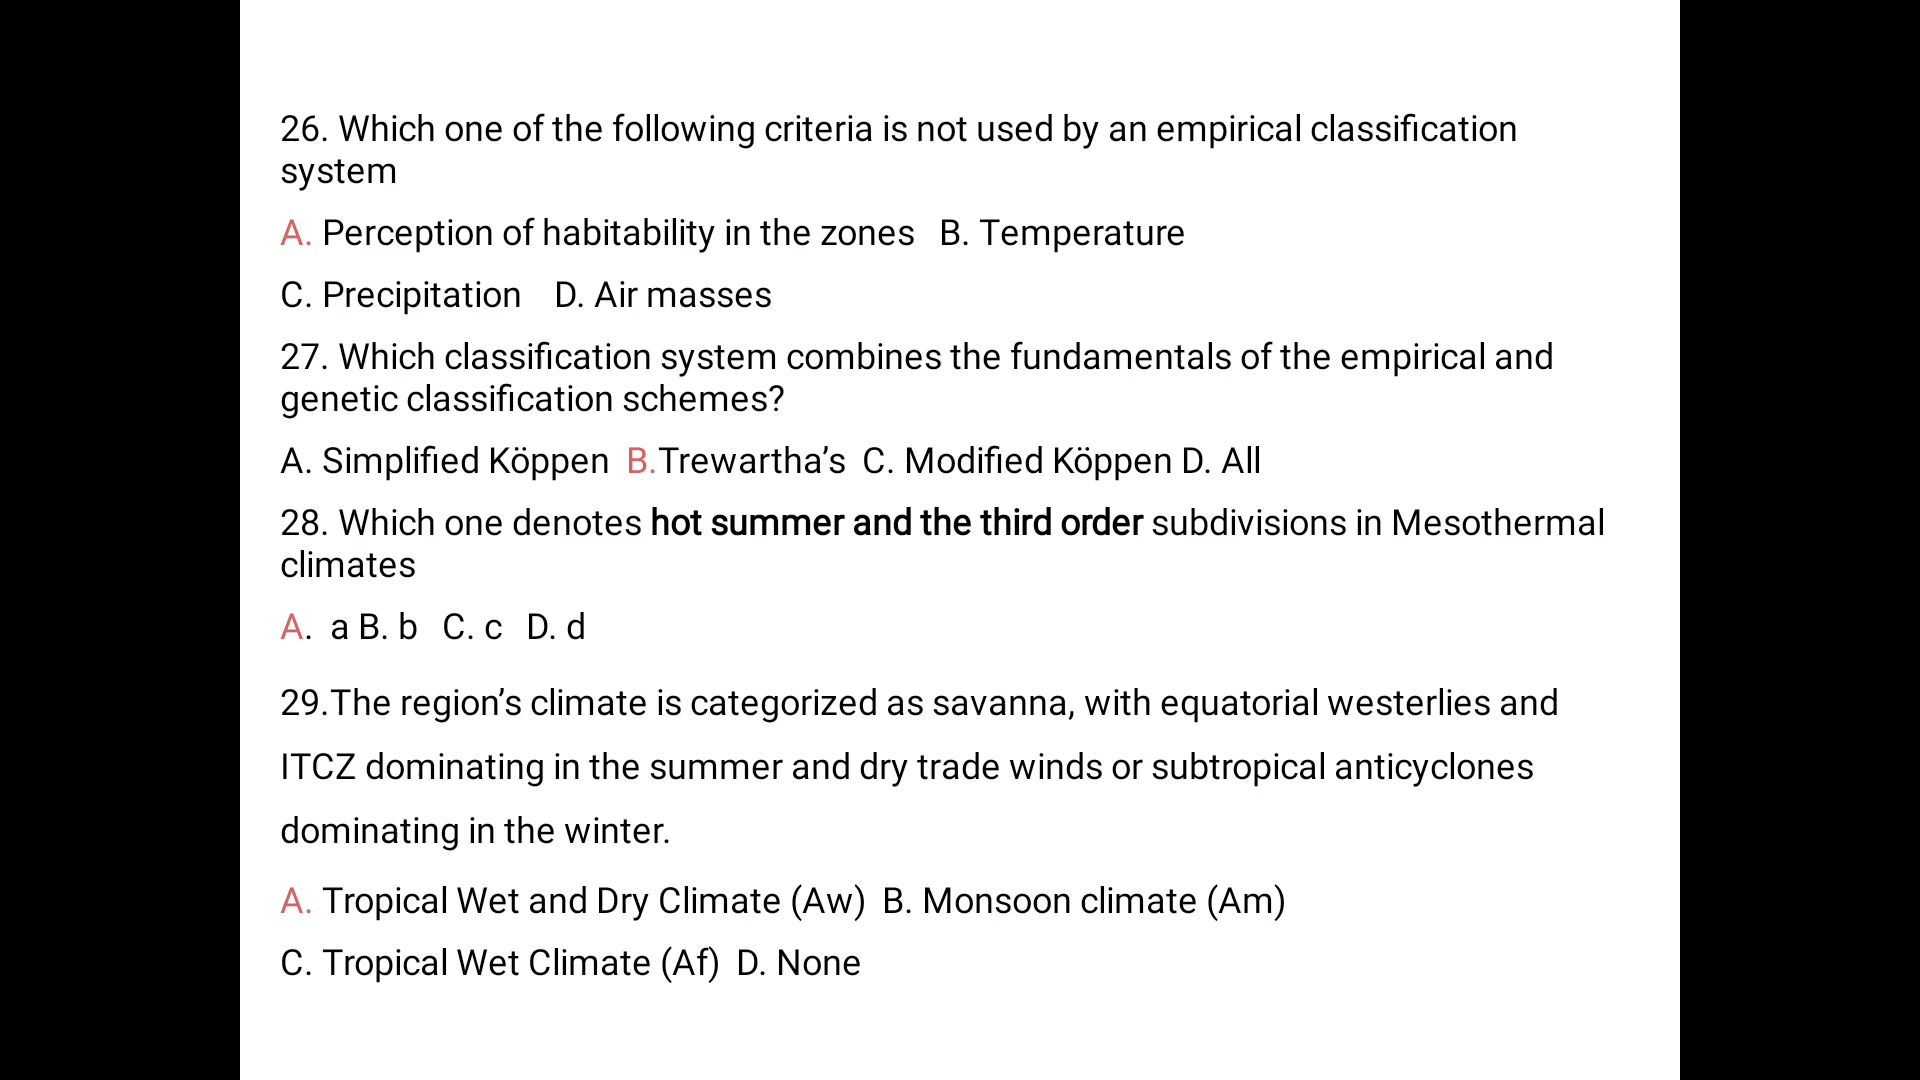 26. Which one of the following criteria is not used by an empirical classification
system
A. Perception of habitability in the zones B. Temperature
C. Precipitation D. Air masses
27. Which classification system combines the fundamentals of the empirical and
genetic classification schemes?
A. Simplified Köppen B.Trewartha’s C. Modified Köppen D. All
28. Which one denotes hot summer and the third order subdivisions in Mesothermal
climates
A. a B. b C. c D. d
29.The region’s climate is categorized as savanna, with equatorial westerlies and
ITCZ dominating in the summer and dry trade winds or subtropical anticyclones
dominating in the winter.
A. Tropical Wet and Dry Climate (Aw) B. Monsoon climate (Am)
C. Tropical Wet Climate (Af) D. None